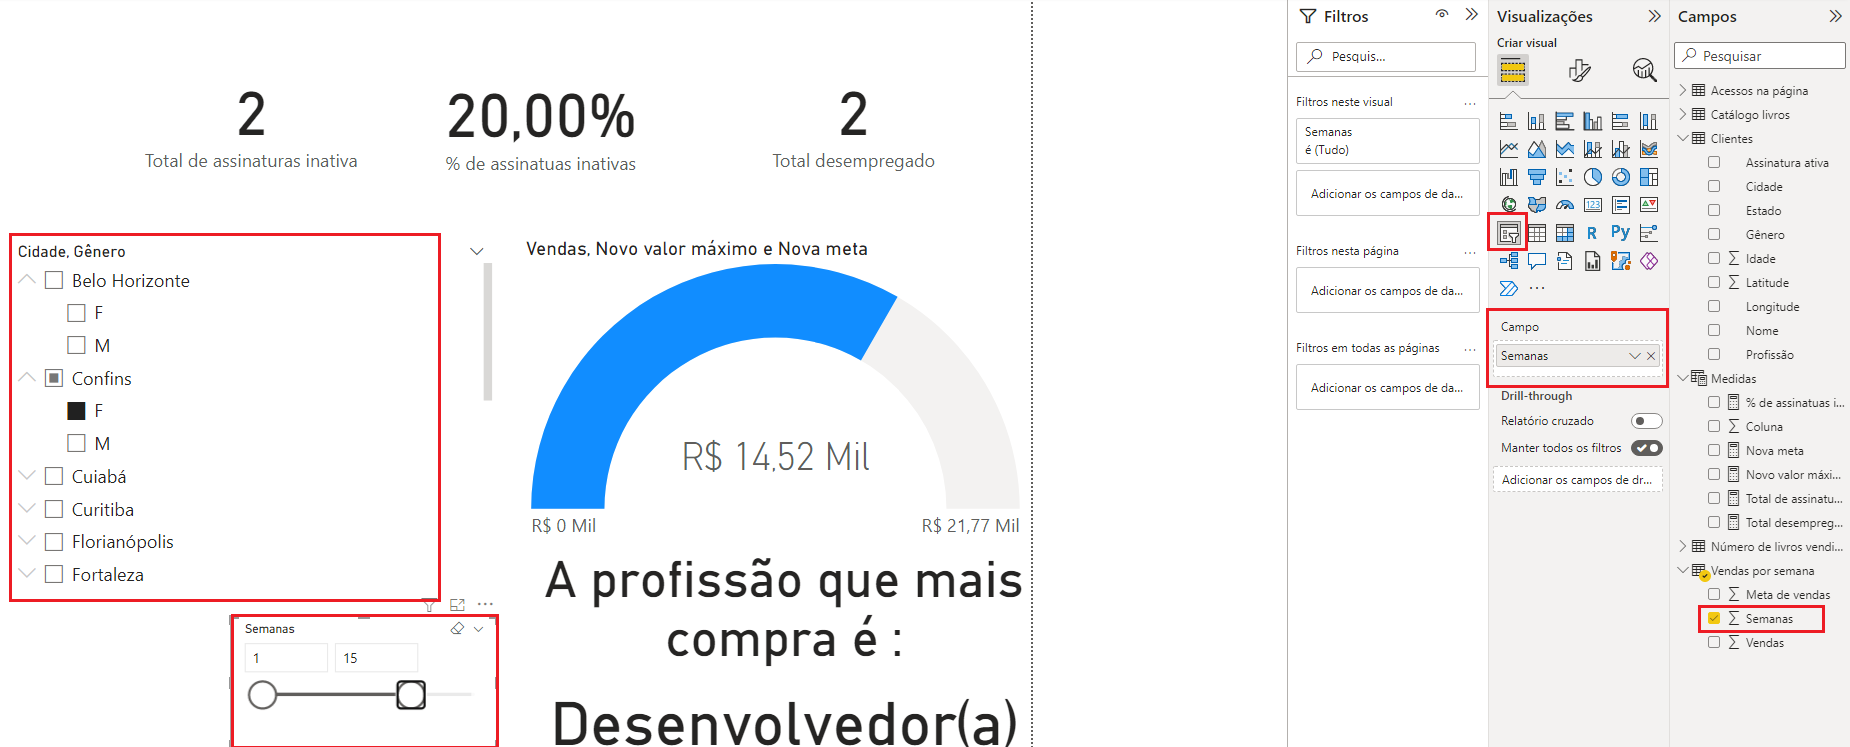 2
Total de assinaturas inativa
20,00%
% de assinatuas inativas
2
Total desempregado
Cidade, Gênero
Belo Horizonte
F
M
Confins
F
M
Cuiabá
Curitiba
Florianópolis
Fortaleza
Semanas
1
15
Vendas, Novo valor máximo e Nova meta
R$ 14,52 Mil
R$ 0 Mil
R$ 21,77 Mil
A profissão que mais
compra é :
Desenvolvedor(a)
Filtros
Pesquis...
Filtros neste visual
...
Semanas
é (Tudo)
Adicionar os campos de da...
Filtros nesta página
...
Adicionar os campos de da...
Filtros em todas as páginas
...
Adicionar os campos de da...
Visualizações
Criar visual
123
R
Py
...
Campo
Semanas
Drill-through
Relatório cruzado
Manter todos os filtros
Adicionar os campos de dr...
Campos
Pesquisar
Acessos na página
Catálogo livros
Clientes
Assinatura ativa
Cidade
Estado
Gênero
Idade
Latitude
Longitude
Nome
Profissão
Medidas
% de assinatuas i...
Coluna
Nova meta
Novo valor máxi...
Total de assinatu...
Total desempreg...
Número de livros vendi...
Vendas por semana
Meta de vendas
Semanas
Vendas